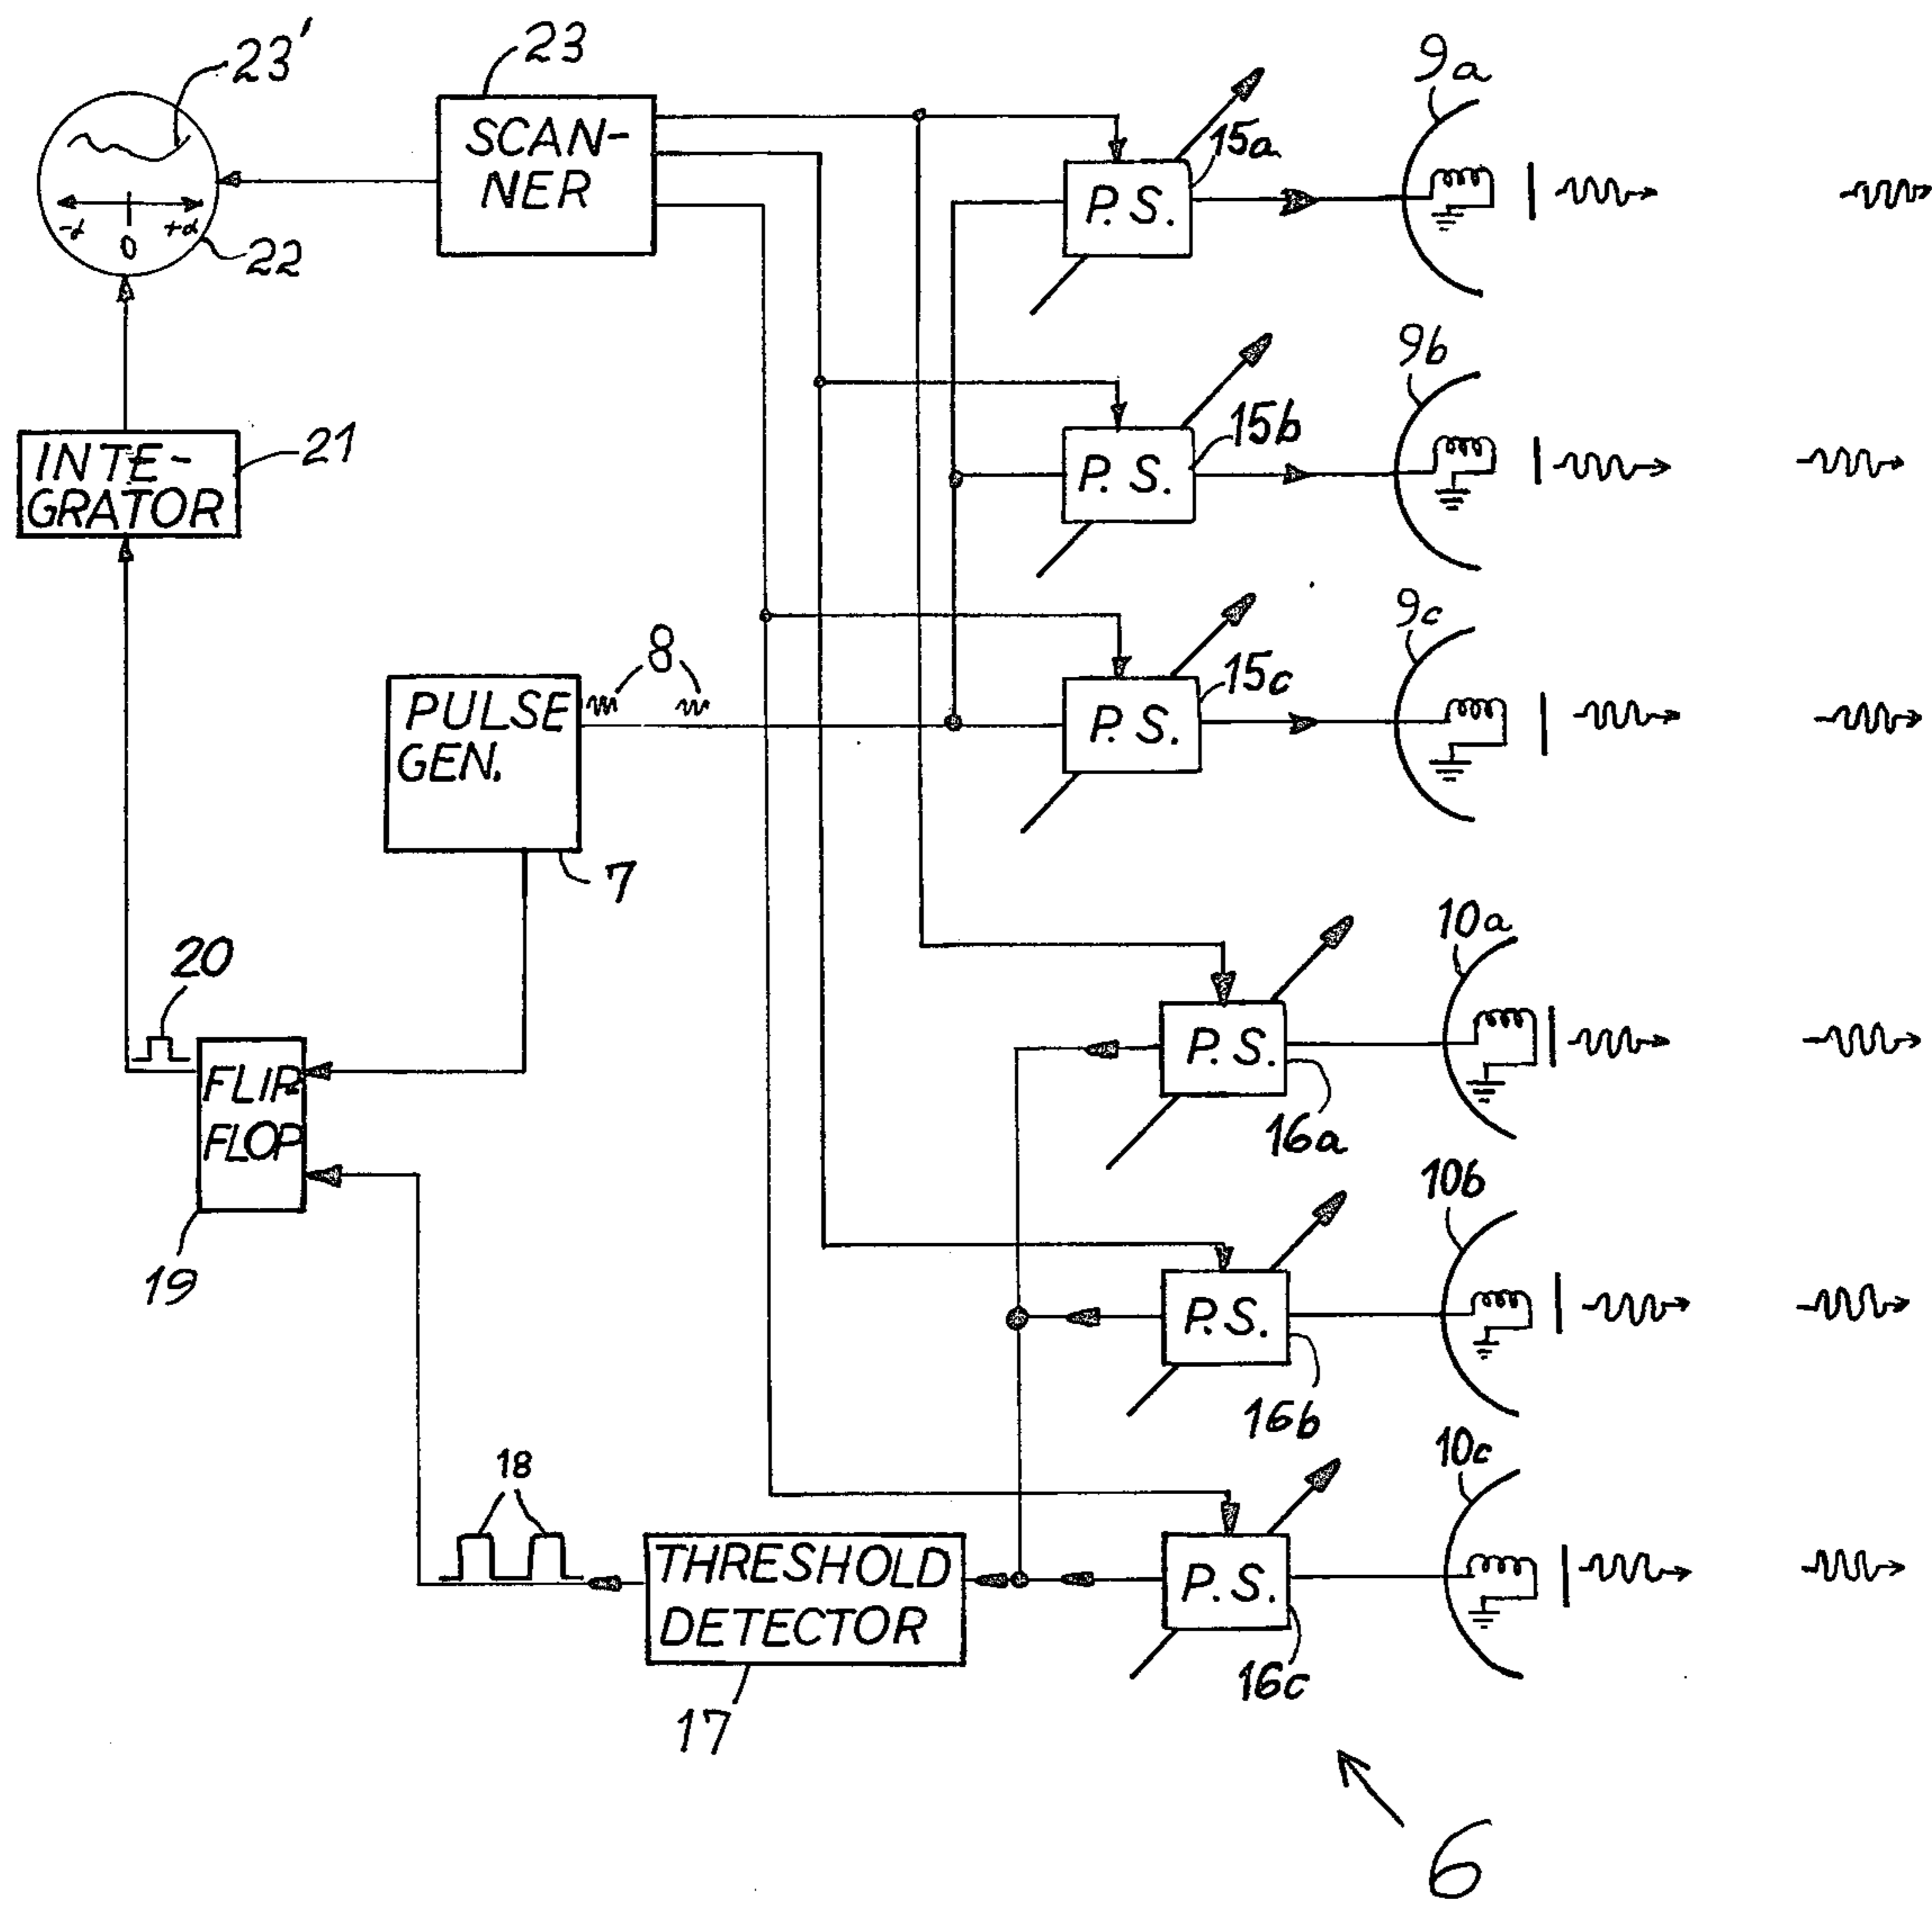 23'
23
9a
SCAN-
NER
15a
P. S.
-α 0 +α
22
9b
15b
P. S.
INTE-
GRATOR
21
9c
8
15c
PULSE
GEN.
P. S.
7
10a
20
P. S.
FLIP
FLOP
16a
10b
19
P. S.
16b
10c
18
THRESHOLD
DETECTOR
P. S.
16c
17
6